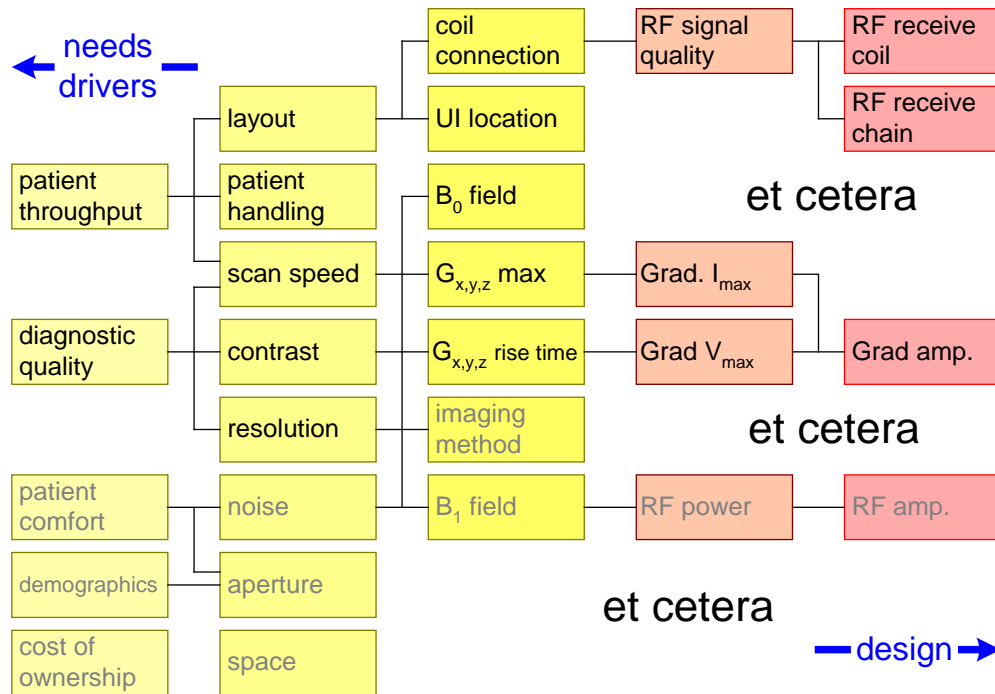 needs
drivers
coil
connection
RF signal
quality
RF receive
coil
layout
UI location
RF receive
chain
patient
throughput
patient
handling
B0 field
et cetera
scan speed
Gx,y,z max
Grad. Imax
diagnostic
quality
contrast
Gx,y,z rise time
Grad Vmax
Grad amp.
resolution
imaging
method
et cetera
patient
comfort
noise
B1 field
RF power
RF amp.
demographics
aperture
et cetera
cost of
ownership
space
design